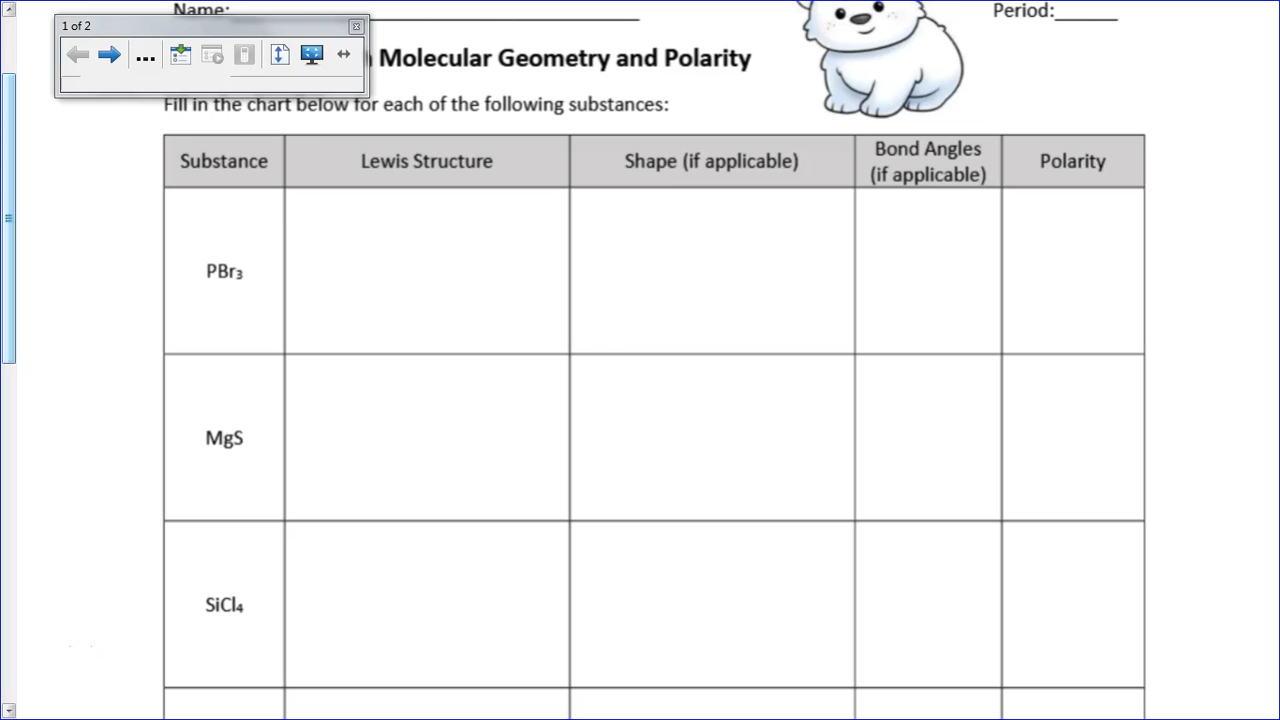 Name: Period:
1 of 2
Molecular Geometry and Polarity
Fill in the chart below for each of the following substances:
Substance Lewis Structure Shape (if applicable) Bond Angles (if applicable) Polarity
PBr₃
MgS
SiCl₄